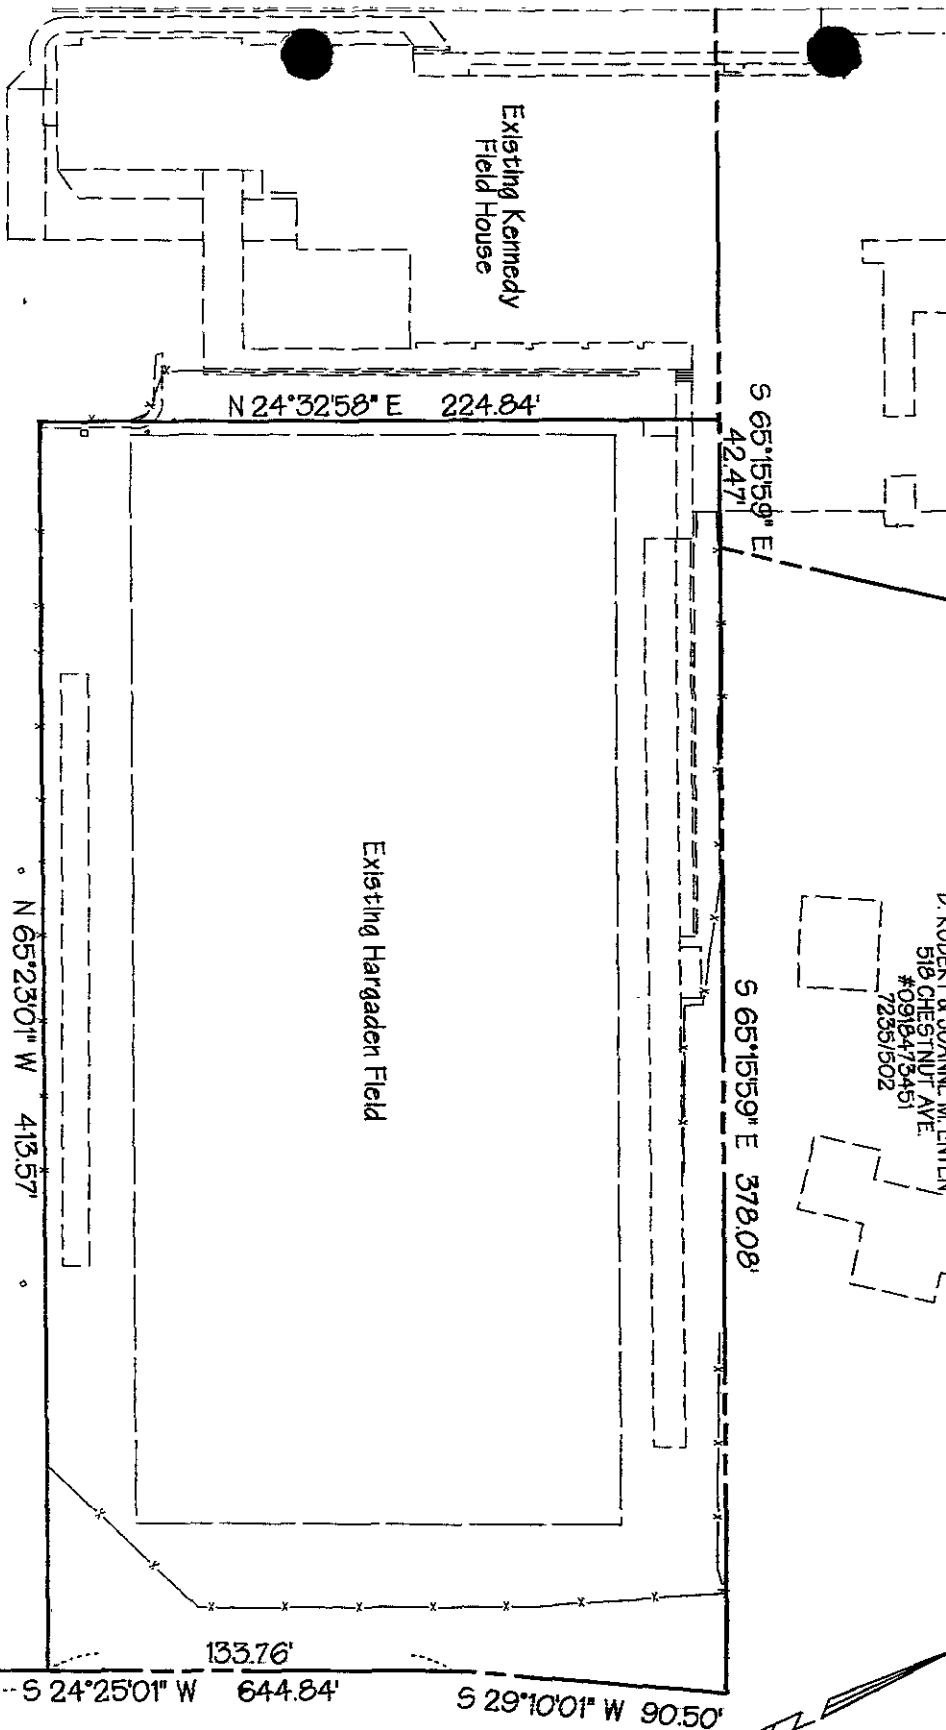 Existing Kennedy
Field House
N 24°32'58" E 224.84'
S 65°15'59" E
42.47'
Existing Hargaden Field
N 65°23'01" W 413.57'
S 65°15'59" E 378.08'
518 CHESTNUT AVE.
#0918473451
7235/502
133.76'
S 24°25'01" W 644.84'
S 29°10'01" W 90.50'